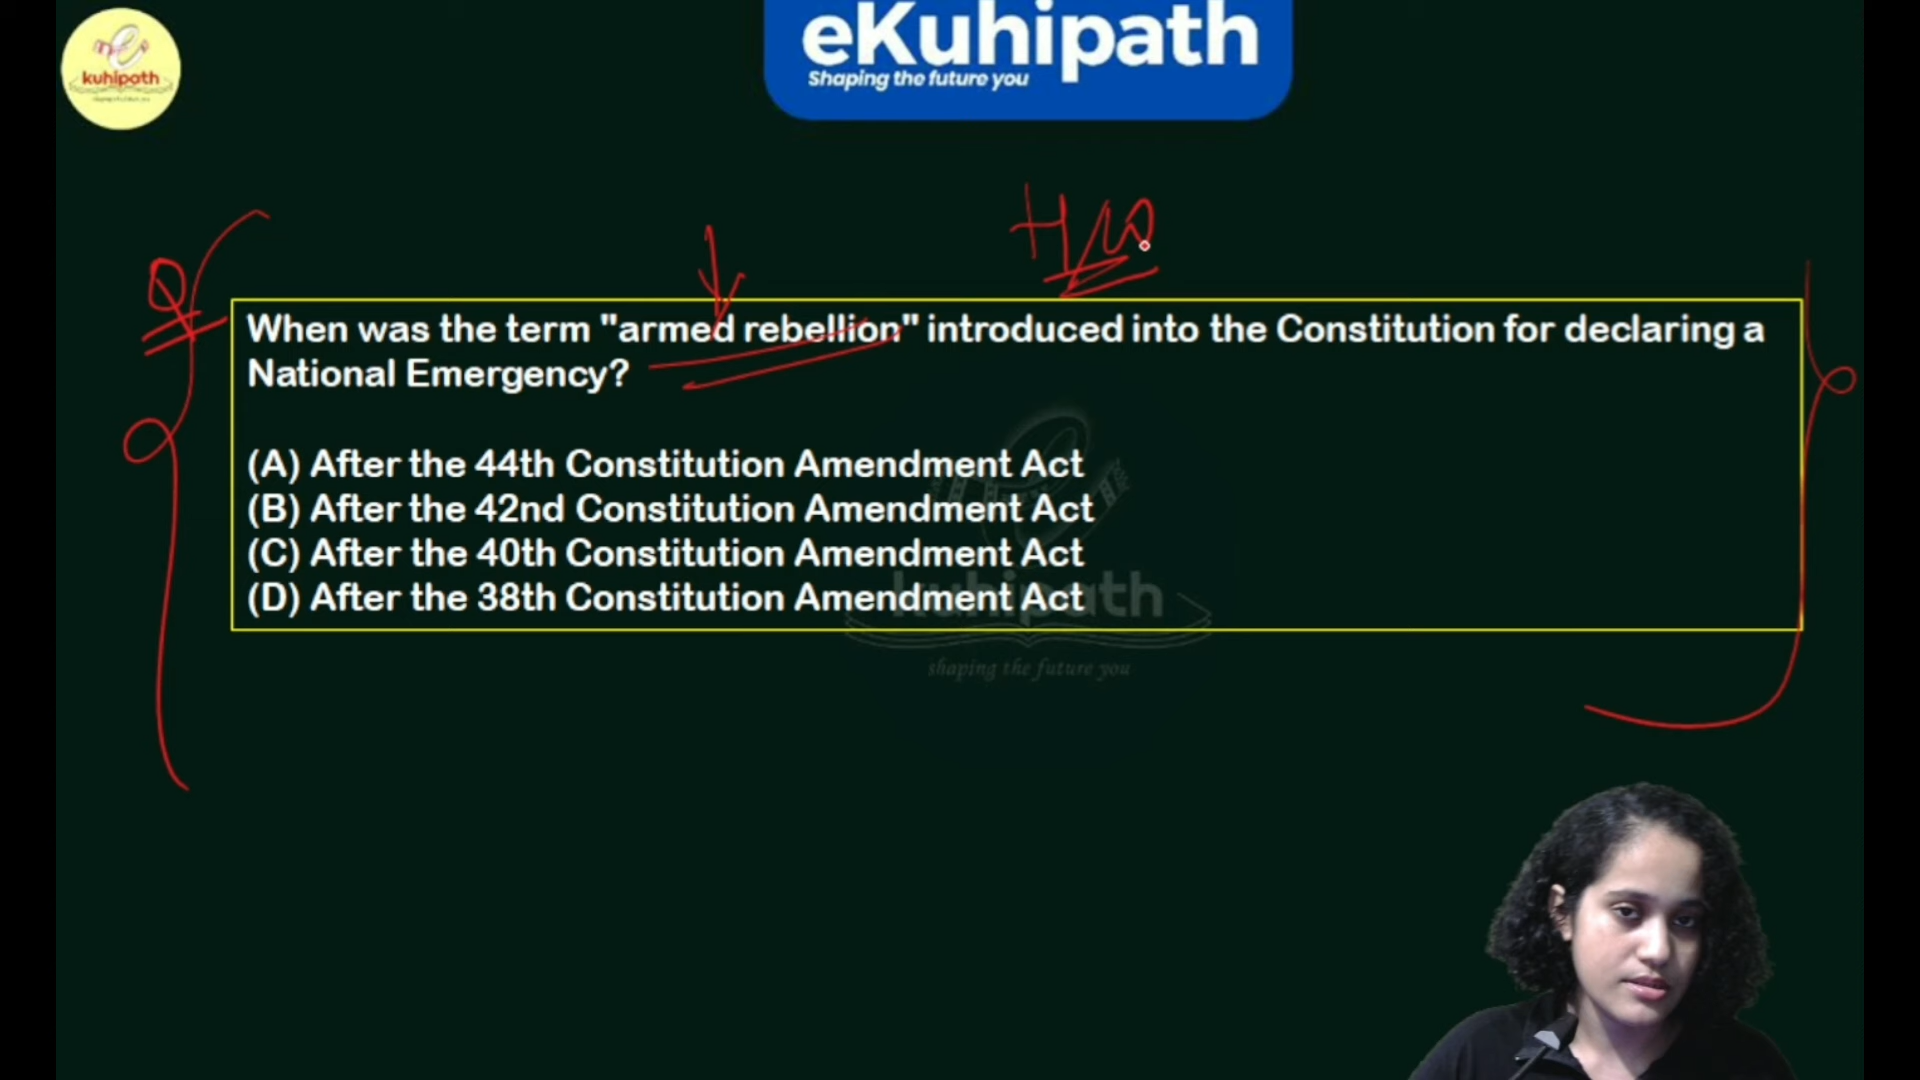 kuhipath
eKuhipath
Shaping the future you
H/W
Q
When was the term "armed rebellion" introduced into the Constitution for declaring a
National Emergency?
(A) After the 44th Constitution Amendment Act
(B) After the 42nd Constitution Amendment Act
(C) After the 40th Constitution Amendment Act
(D) After the 38th Constitution Amendment Act
kuhipath
shaping the future you